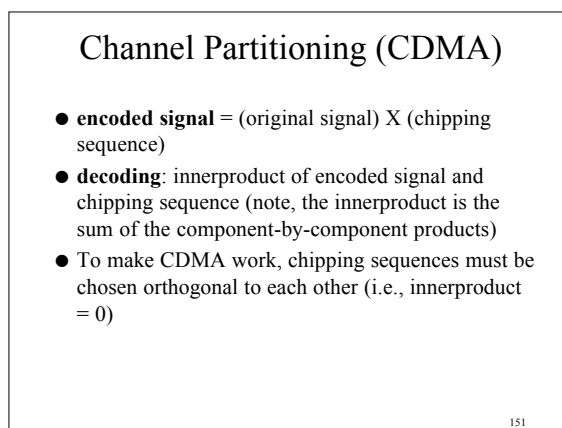 Channel Partitioning (CDMA)
● encoded signal = (original signal) X (chipping
sequence)
● decoding: innerproduct of encoded signal and
chipping sequence (note, the innerproduct is the
sum of the component-by-component products)
● To make CDMA work, chipping sequences must be
chosen orthogonal to each other (i.e., innerproduct
= 0)
151